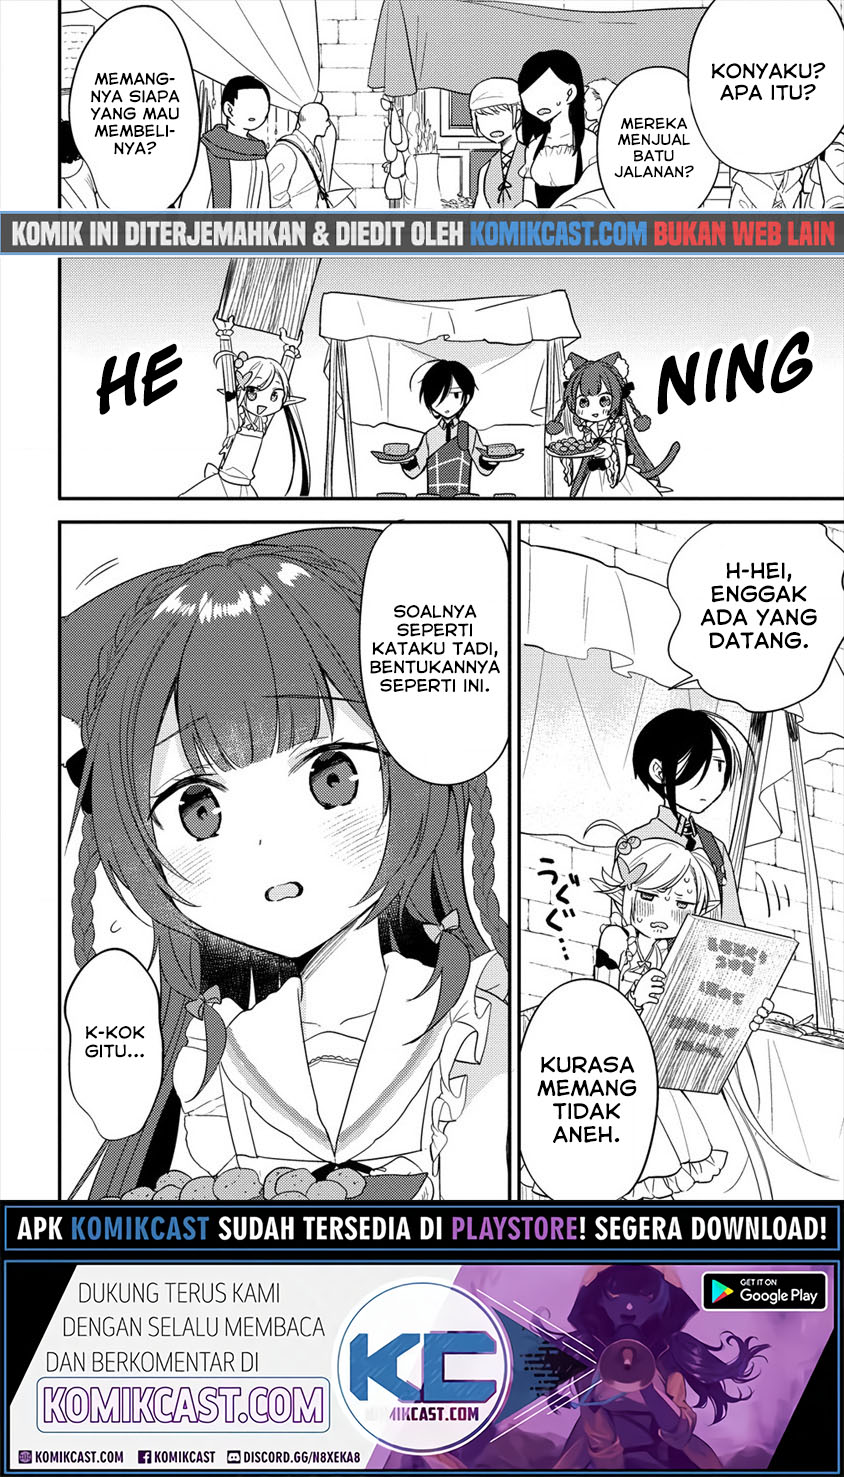 KONYAKU?
APA ITU?
MEREKA
MENJUAL
BATU
JALANAN?
MEMANG-
NYA SIAPA
YANG MAU
MEMBELI-
NYA?
KOMIK INI DITERJEMAHKAN & DIEDIT OLEH KOMIKCAST.COM BUKAN WEB LAIN
HE
NING
H-HEI,
ENGGAK
ADA YANG
DATANG.
うぐぐ…
KURASA
MEMANG
TIDAK
ANEH.
SOALNYA
SEPERTI
KATAKU TADI,
BENTUKANNYA
SEPERTI INI.
K-KOK
GITU...
APK KOMIKCAST SUDAH TERSEDIA DI PLAYSTORE! SEGERA DOWNLOAD!
DUKUNG TERUS KAMI
DENGAN SELALU MEMBACA
DAN BERKOMENTAR DI
KOMIKCAST.COM
KOMIKCAST.COM
KOMIKCAST
DISCORD.GG/N8XEKA8
KC
KOMIKCAST.COM
GET IT ON
Google Play